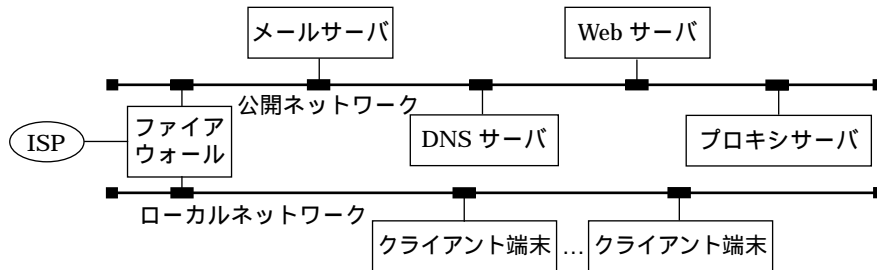 メールサーバ
Web サーバ
公開ネットワーク
ISP
ファイア
ウォール
DNS サーバ
プロキシサーバ
ローカルネットワーク
クライアント端末
...
クライアント端末